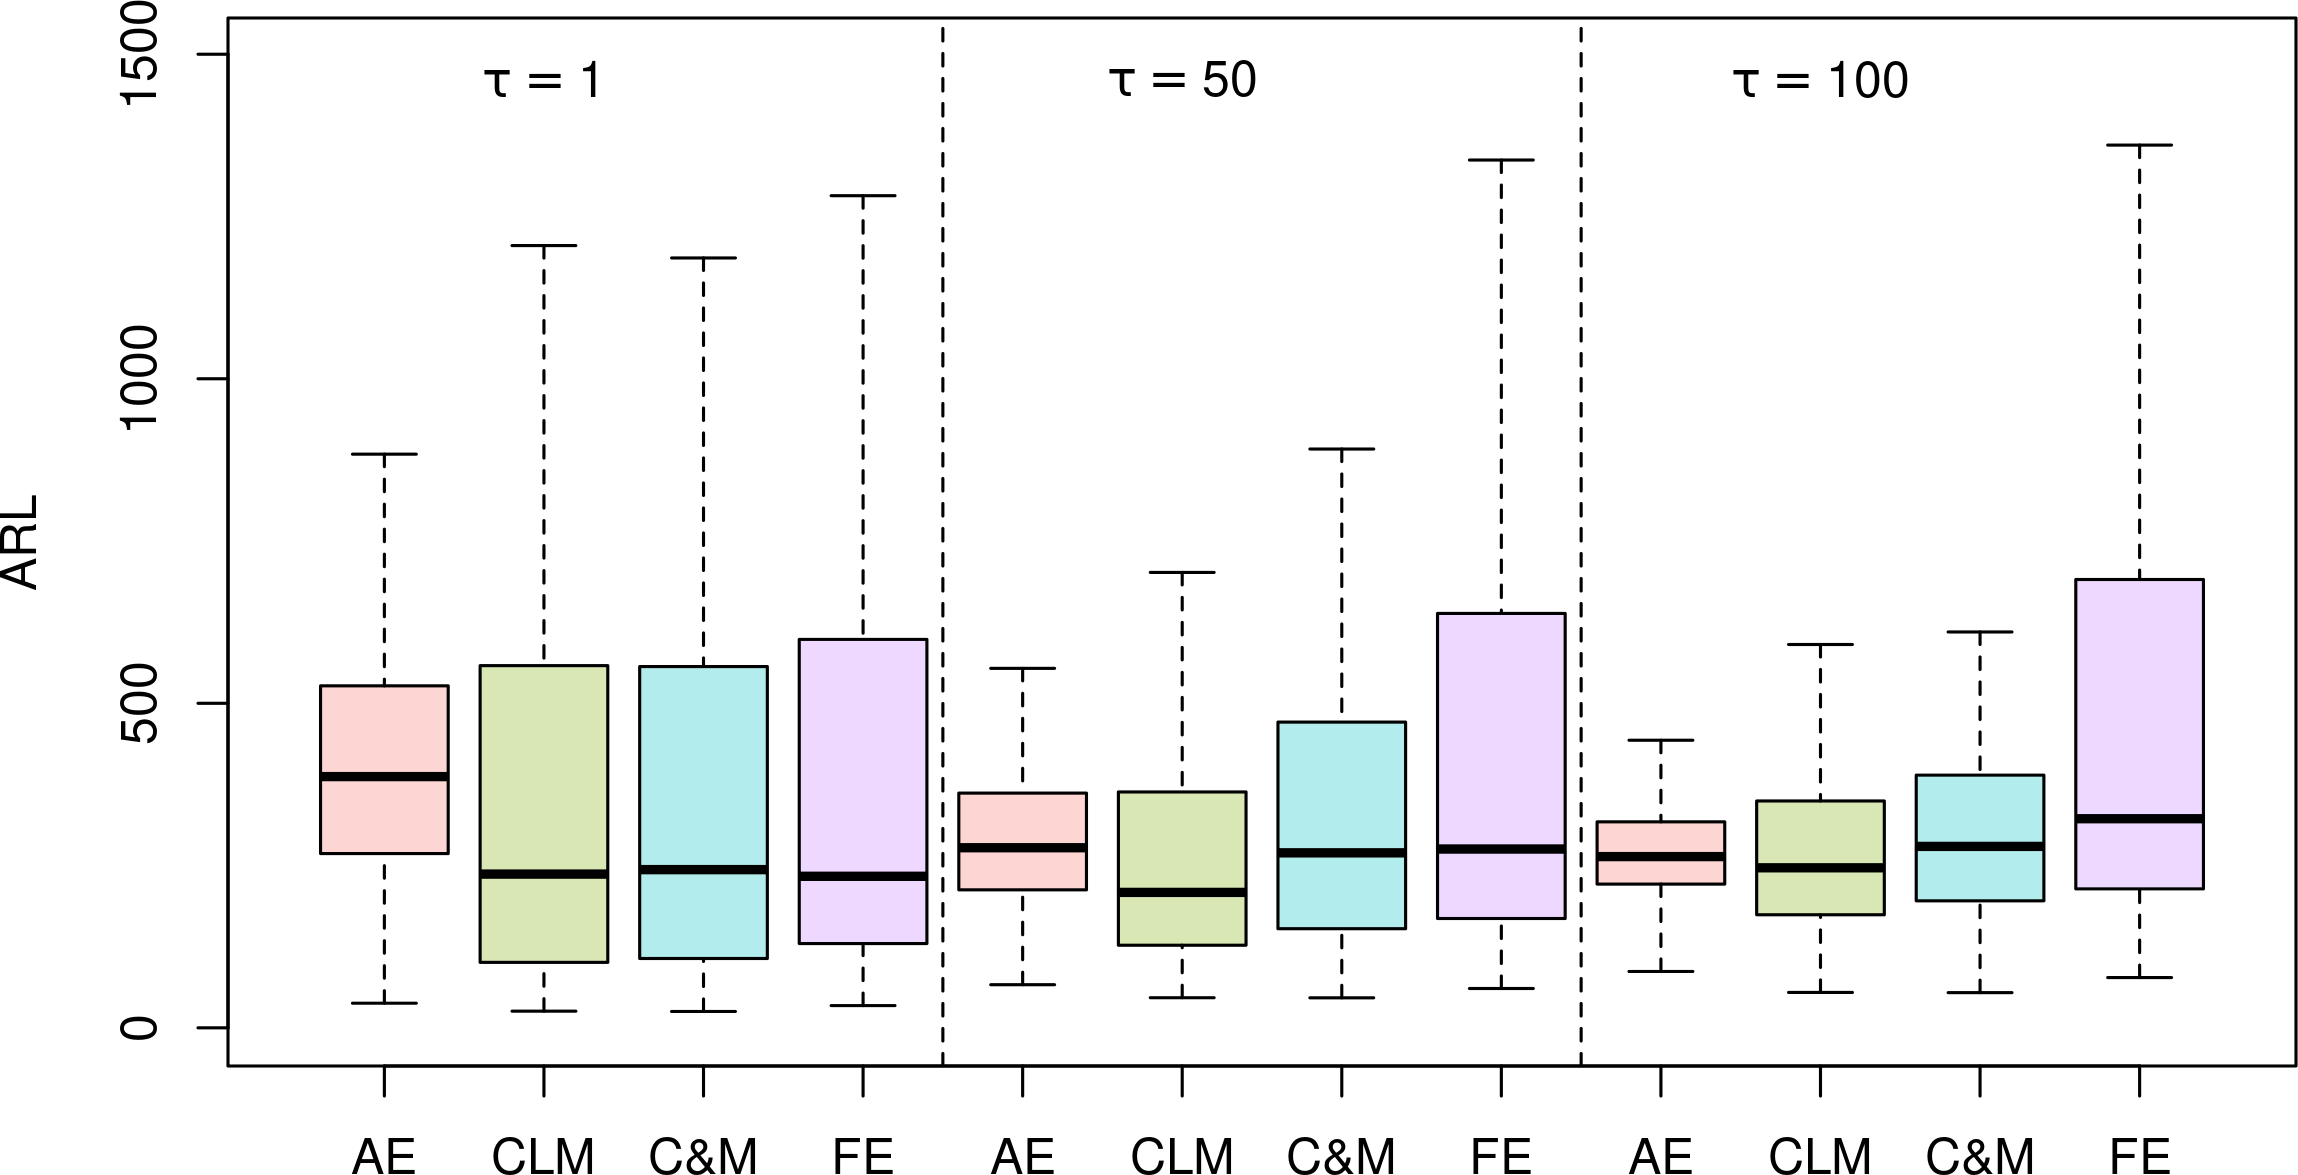 τ = 1
τ = 50
τ = 100
1500
1000
500
0
ARL
AE CLM C&M FE AE CLM C&M FE AE CLM C&M FE